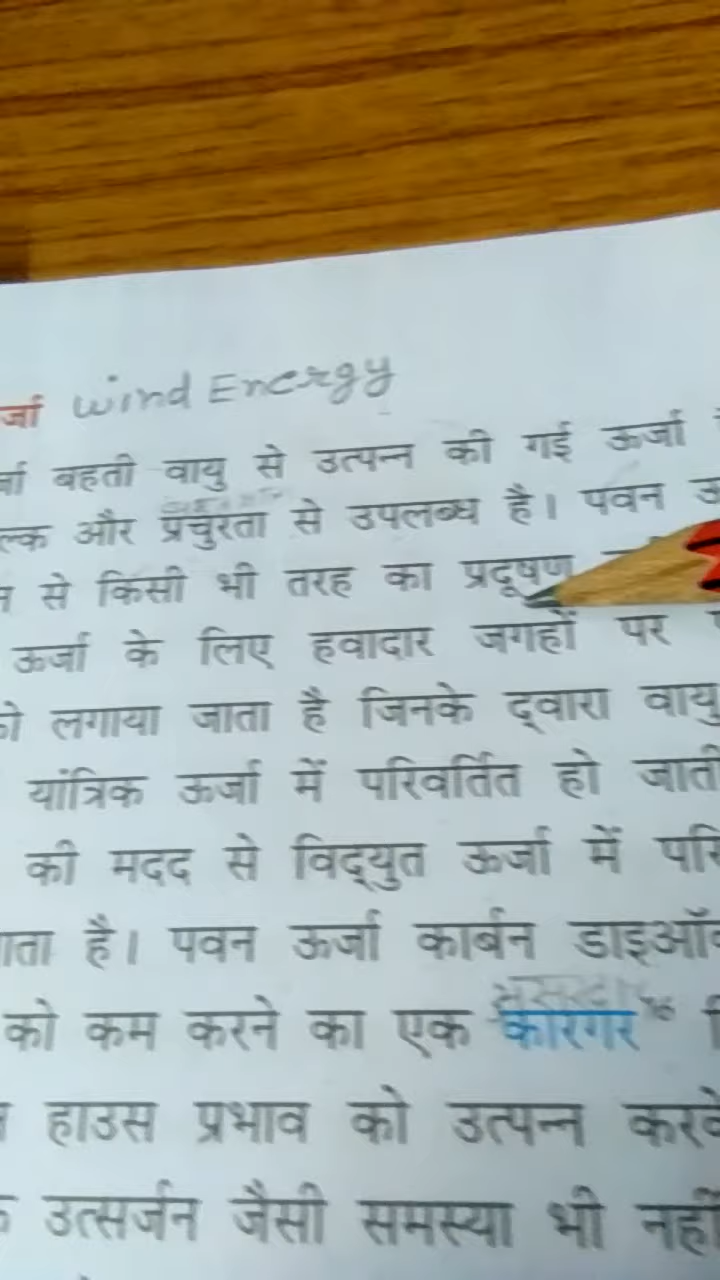 र्जा Wind Energy
र्जा बहती वायु से उत्पन्न की गई ऊर्जा
ल्क और प्रचुरता से उपलब्ध है। पवन
से किसी भी तरह का प्रदूषण
ऊर्जा के लिए हवादार जगहों पर
को लगाया जाता है जिनके द्वारा वायु
यांत्रिक ऊर्जा में परिवर्तित हो जाती
की मदद से विद्युत ऊर्जा में परि
ाता है। पवन ऊर्जा कार्बन डाइऑ
को कम करने का एक कारगर
हाउस प्रभाव को उत्पन्न करके
उत्सर्जन जैसी समस्या भी नहीं